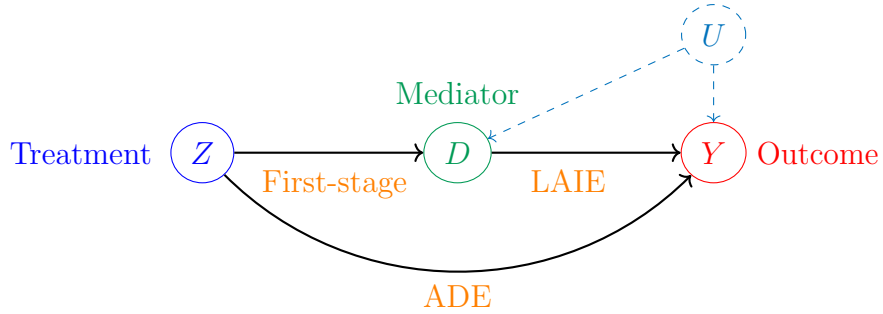 U
Mediator
Treatment Z D Y Outcome
First-stage LAIE
ADE